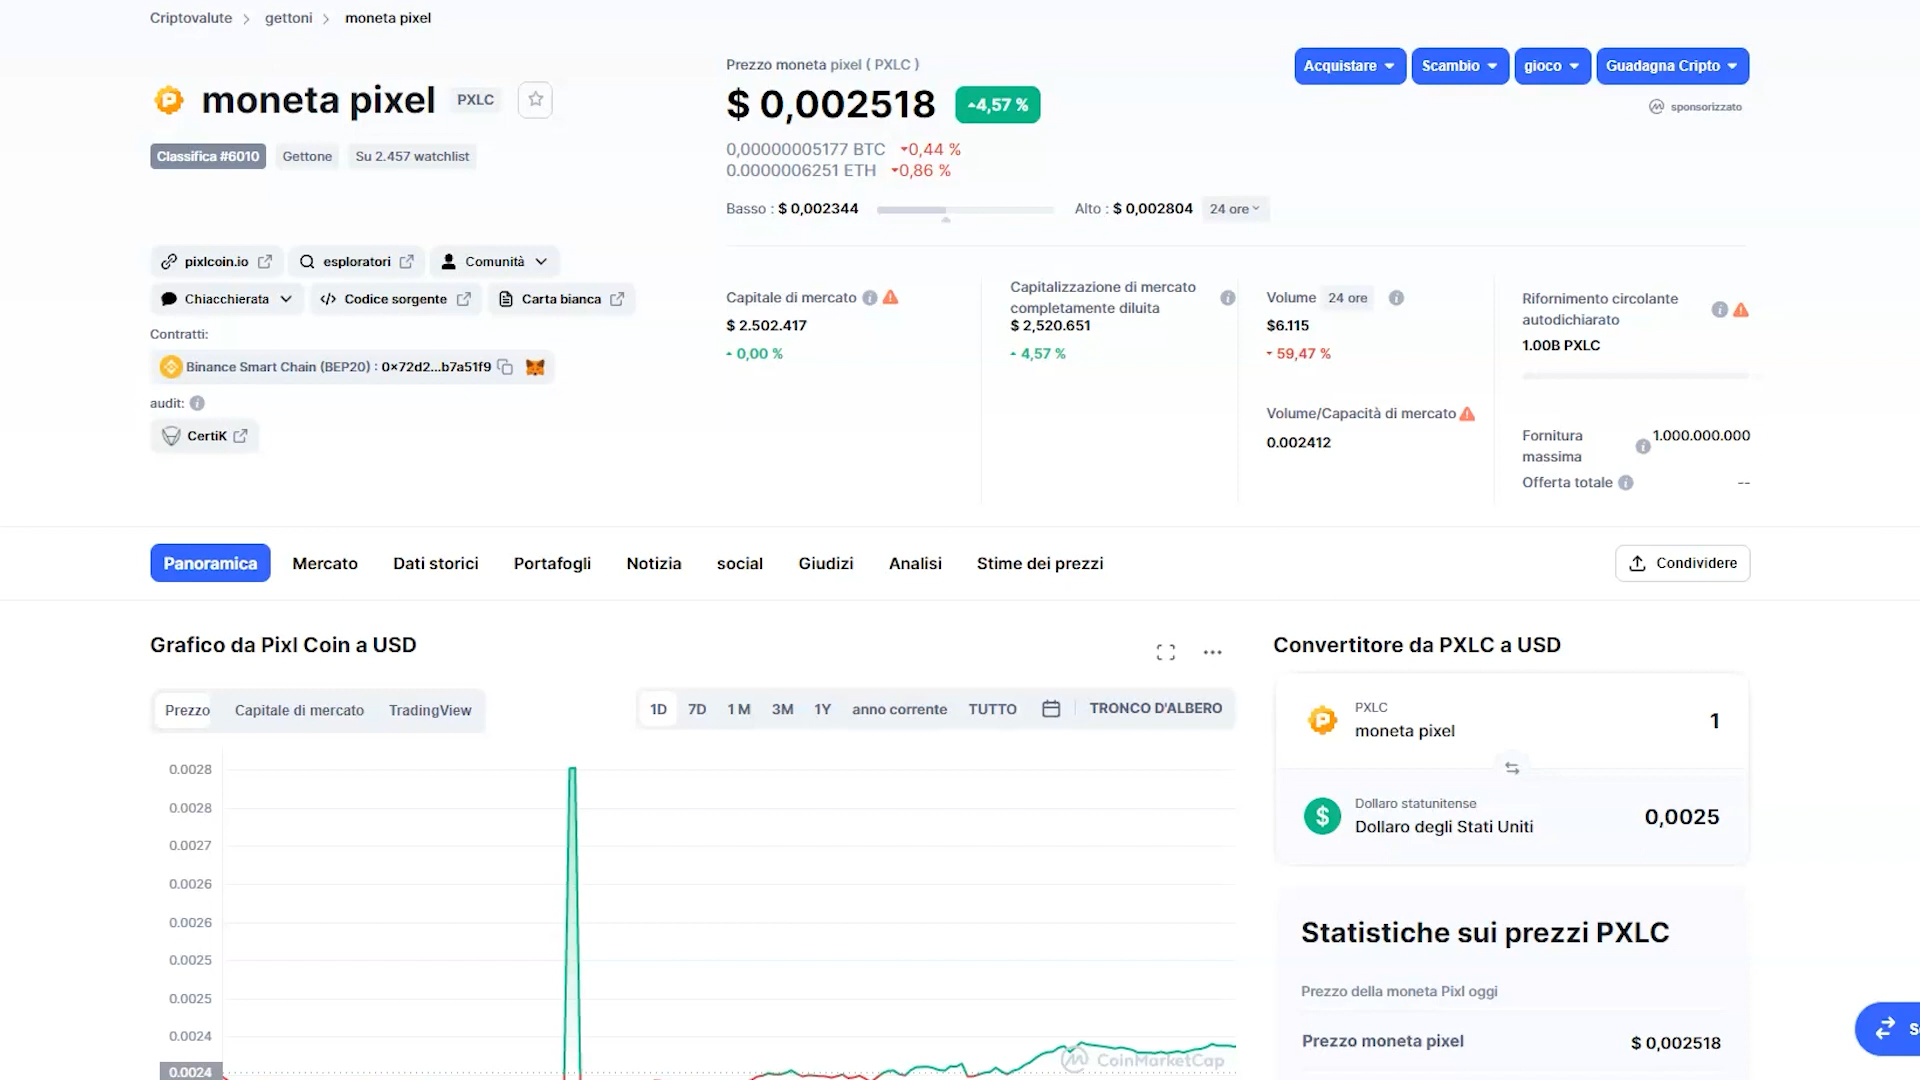 Criptovalute
gettoni
moneta pixel
moneta pixel
PXLC
Classifica #6010
Gettone
Su 2.457 watchlist
Prezzo moneta pixel ( PXLC )
$ 0,002518
4,57 %
0,00000005177 BTC
0,44 %
0.0000006251 ETH
0,86 %
Basso : $ 0,002344
Alto : $ 0,002804
24 ore
Acquistare
Scambio
gioco
Guadagna Cripto
sponsorizzato
pixlcoin.io
esploratori
Comunità
Chiacchierata
Codice sorgente
Carta bianca
Contratti:
Binance Smart Chain (BEP20) : 0x72d2...b7a51f9
audit:
CertiK
Capitale di mercato
$ 2.502.417
0,00 %
Capitalizzazione di mercato
completamente diluita
$ 2,520.651
4,57 %
Volume
24 ore
$6.115
59,47 %
Volume/Capacità di mercato
0.002412
Rifornimento circolante
autodichiarato
1.00B PXLC
Fornitura
massima
1.000.000.000
Offerta totale
--
Panoramica
Mercato
Dati storici
Portafogli
Notizia
social
Giudizi
Analisi
Stime dei prezzi
Condividere
Grafico da Pixl Coin a USD
Prezzo
Capitale di mercato
TradingView
1D
7D
1 M
3M
1Y
anno corrente
TUTTO
TRONCO D'ALBERO
0.0028
0.0028
0.0027
0.0026
0.0026
0.0025
0.0025
0.0024
0.0024
CoinMarketCap
Convertitore da PXLC a USD
PXLC
moneta pixel
1
Dollaro statunitense
Dollaro degli Stati Uniti
0,0025
Statistiche sui prezzi PXLC
Prezzo della moneta Pixl oggi
Prezzo moneta pixel
$ 0,002518